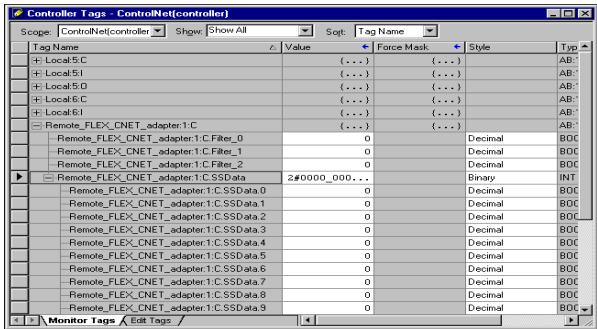 Controller Tags - ControlNet(controller)
Scope: ControlNet(controller Show: Show All Sort: Tag Name
Tag Name Value Force Mask Style Typ
Local:5:C {...} {...} AB:
Local:5:I {...} {...} AB:
Local:5:O {...} {...} AB:
Local:6:C {...} {...} AB:
Local:6:I {...} {...} AB:
Remote_FLEX_CNET_adapter:1:C {...} {...} AB:
Remote_FLEX_CNET_adapter:1:C.Filter_0 0 Decimal BOO
Remote_FLEX_CNET_adapter:1:C.Filter_1 0 Decimal BOO
Remote_FLEX_CNET_adapter:1:C.Filter_2 0 Decimal BOO
Remote_FLEX_CNET_adapter:1:C.SSData 2#0000_000... Binary INT
Remote_FLEX_CNET_adapter:1:C.SSData.0 0 Decimal BOO
Remote_FLEX_CNET_adapter:1:C.SSData.1 0 Decimal BOO
Remote_FLEX_CNET_adapter:1:C.SSData.2 0 Decimal BOO
Remote_FLEX_CNET_adapter:1:C.SSData.3 0 Decimal BOO
Remote_FLEX_CNET_adapter:1:C.SSData.4 0 Decimal BOO
Remote_FLEX_CNET_adapter:1:C.SSData.5 0 Decimal BOO
Remote_FLEX_CNET_adapter:1:C.SSData.6 0 Decimal BOO
Remote_FLEX_CNET_adapter:1:C.SSData.7 0 Decimal BOO
Remote_FLEX_CNET_adapter:1:C.SSData.8 0 Decimal BOO
Remote_FLEX_CNET_adapter:1:C.SSData.9 0 Decimal BOO
Monitor Tags Edit Tags